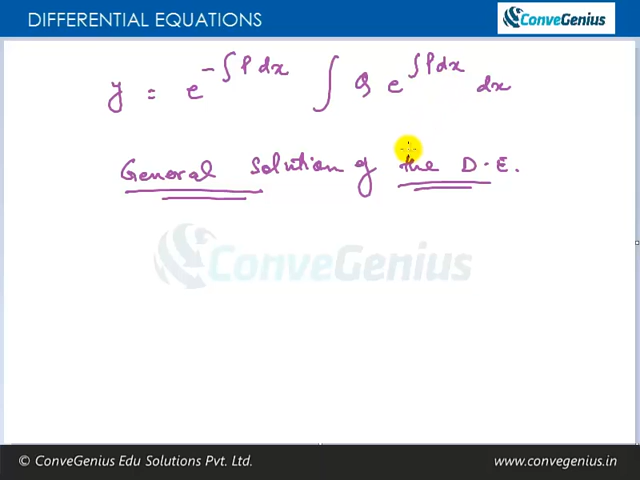 DIFFERENTIAL EQUATIONS
ConveGenius
y = e^{-∫P dx} ∫ Q e^{∫P dx} dx
General Solution of the D.E.
ConveGenius
© ConveGenius Edu Solutions Pvt. Ltd. www.convegenius.in